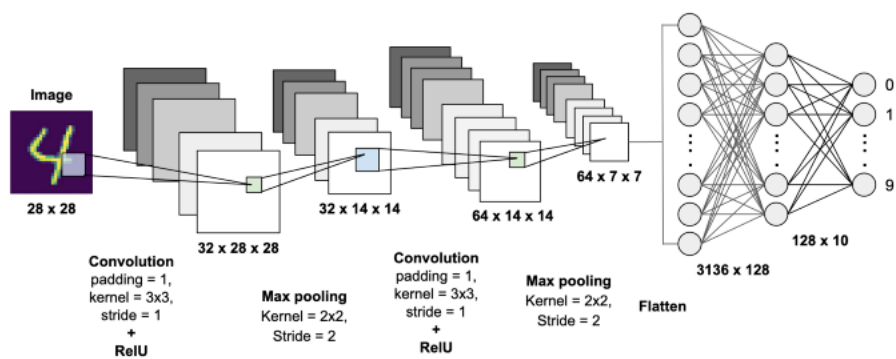 Image
28 x 28
32 x 28 x 28
32 x 14 x 14
64 x 14 x 14
64 x 7 x 7
3136 x 128
128 x 10
0
1
9
Convolution
padding = 1,
kernel = 3x3,
stride = 1
+
RelU
Max pooling
Kernel = 2x2,
Stride = 2
Convolution
padding = 1,
kernel = 3x3,
stride = 1
+
RelU
Max pooling
Kernel = 2x2,
Stride = 2
Flatten